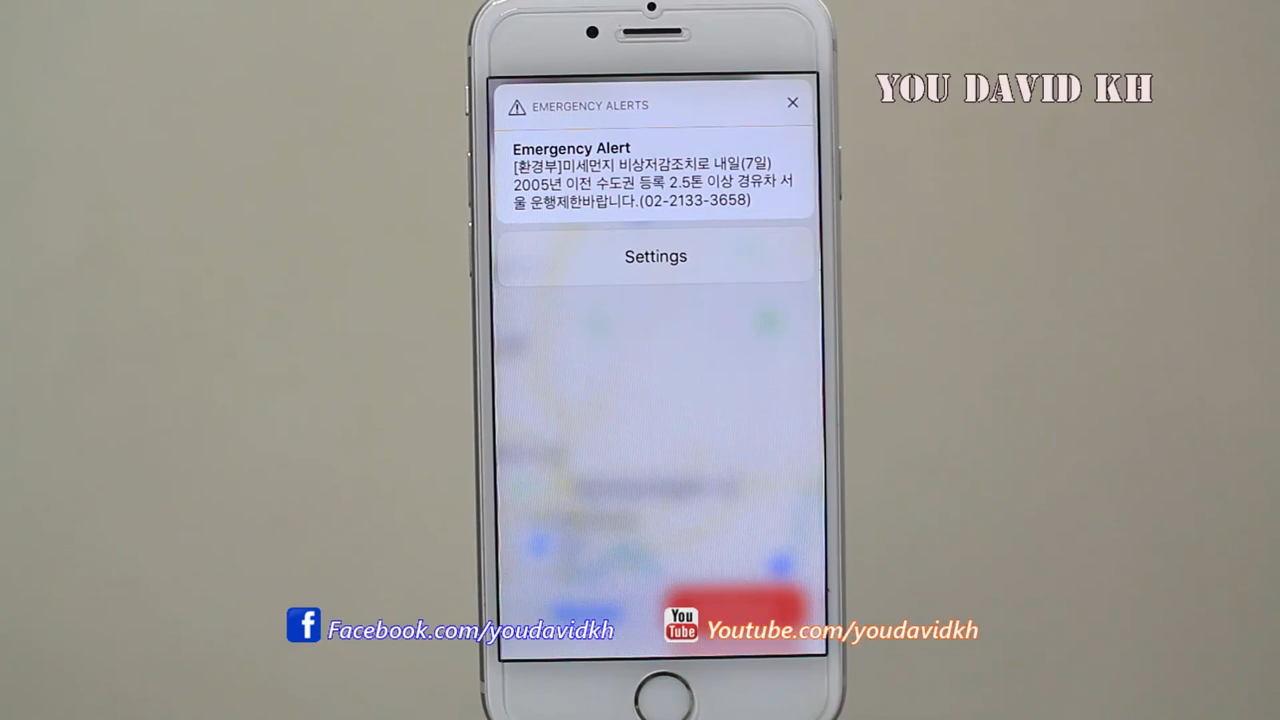 YOU DAVID KH
EMERGENCY ALERTS
Emergency Alert
[환경부]미세먼지 비상저감조치로 내일(7일)
2005년 이전 수도권 등록 2.5톤 이상 경유차 서
울 운행제한바랍니다.(02-2133-3658)
Settings
f Facebook.com/youdavidkh
You Tube Youtube.com/youdavidkh